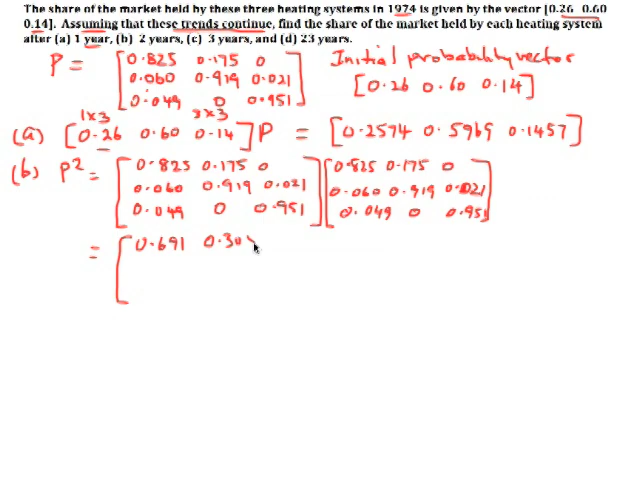 The share of the market held by these three heating systems in 1974 is given by the vector [0.26 0.60
0.14]. Assuming that these trends continue, find the share of the market held by each heating system
after (a) 1 year, (b) 2 years, (c) 3 years, and (d) 23 years.
P = [0.825 0.175 0 Initial probability vector
0.060 0.919 0.021 [0.26 0.60 0.14]
0.049 0 0.951]
1x3 3x3
(a) [0.26 0.60 0.14] P = [0.2574 0.5969 0.1457]
(b) P² = [0.825 0.175 0 [0.825 0.175 0
0.060 0.919 0.021 0.060 0.919 0.021
0.049 0 0.951] 0.049 0 0.951]
= [0.691 0.30